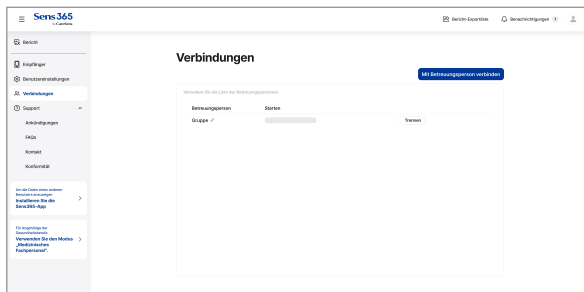 Sens365
by CareSens
Bericht-Exportliste
Benachrichtigungen 1
Bericht
Empfänger
Benutzereinstellungen
Verbindungen
Support
Ankündigungen
FAQs
Kontakt
Konformität
Um die Daten eines anderen
Benutzers anzuzeigen
Installieren Sie die
Sens365-App
Für Angehörige der
Gesundheitsberufe
Verwenden Sie den Modus
„Medizinisches
Fachpersonal".
Verbindungen
Mit Betreuungsperson verbinden
Verwalten Sie die Liste der Betreuungspersonen.
Betreuungsperson Starten
Gruppe
Trennen